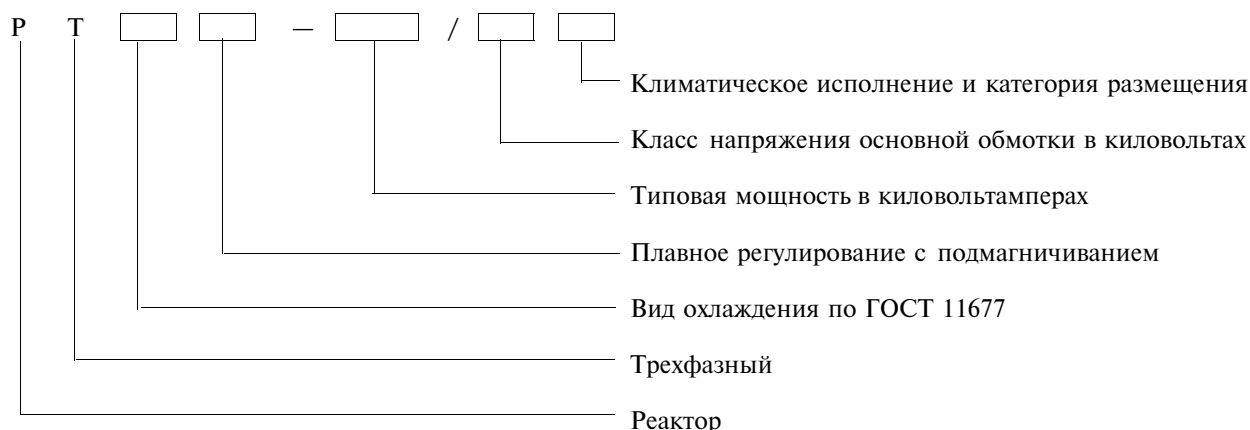 Р Т – /
Климатическое исполнение и категория размещения
Класс напряжения основной обмотки в киловольтах
Типовая мощность в киловольтамперах
Плавное регулирование с подмагничиванием
Вид охлаждения по ГОСТ 11677
Трехфазный
Реактор